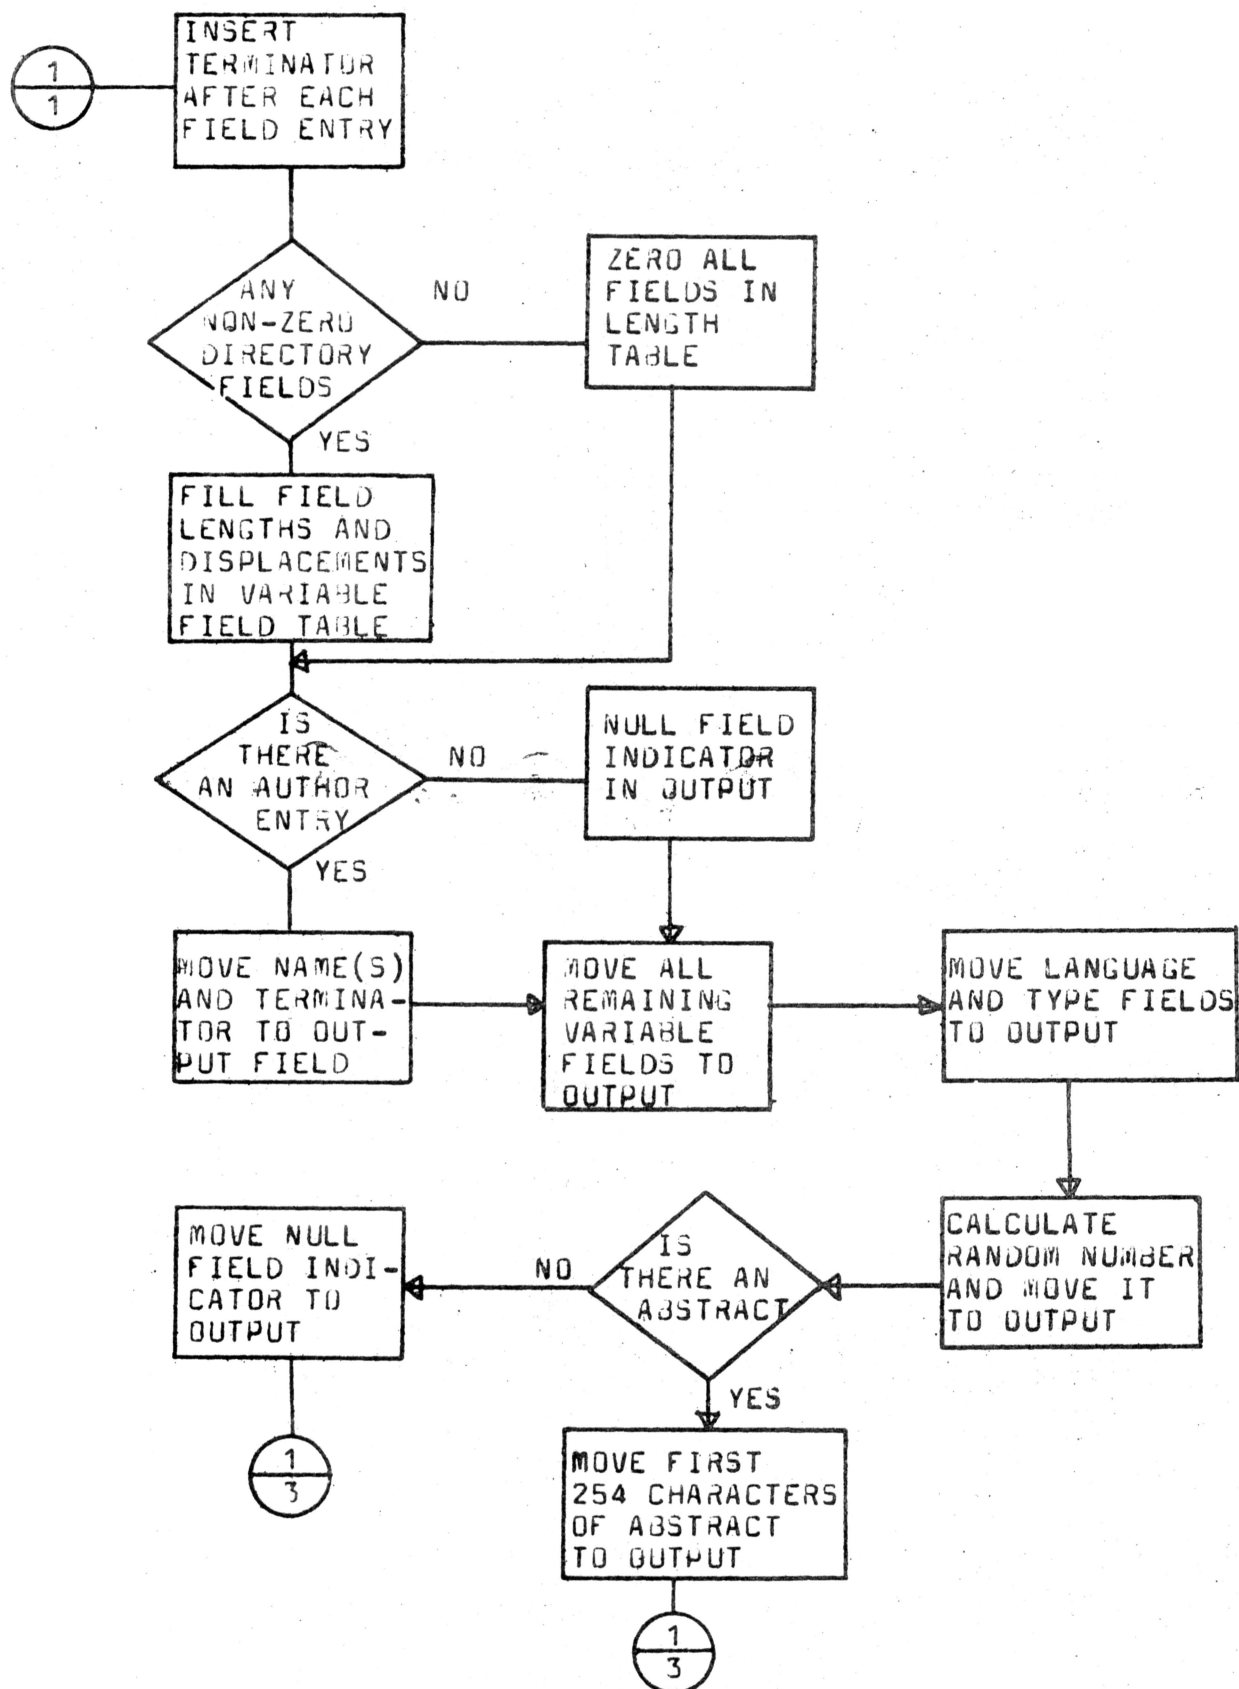 1
1
INSERT
TERMINATOR
AFTER EACH
FIELD ENTRY
ANY
NON-ZERO
DIRECTORY
FIELDS
NO
ZERO ALL
FIELDS IN
LENGTH
TABLE
YES
FILL FIELD
LENGTHS AND
DISPLACEMENTS
IN VARIABLE
FIELD TABLE
IS
THERE
AN AUTHOR
ENTRY
NO
NULL FIELD
INDICATOR
IN OUTPUT
YES
MOVE NAME(S)
AND TERMINA-
TOR TO OUT-
PUT FIELD
MOVE ALL
REMAINING
VARIABLE
FIELDS TO
OUTPUT
MOVE LANGUAGE
AND TYPE FIELDS
TO OUTPUT
CALCULATE
RANDOM NUMBER
AND MOVE IT
TO OUTPUT
IS
THERE AN
ABSTRACT
NO
MOVE NULL
FIELD INDI-
CATOR TO
OUTPUT
1
3
YES
MOVE FIRST
254 CHARACTERS
OF ABSTRACT
TO OUTPUT
1
3